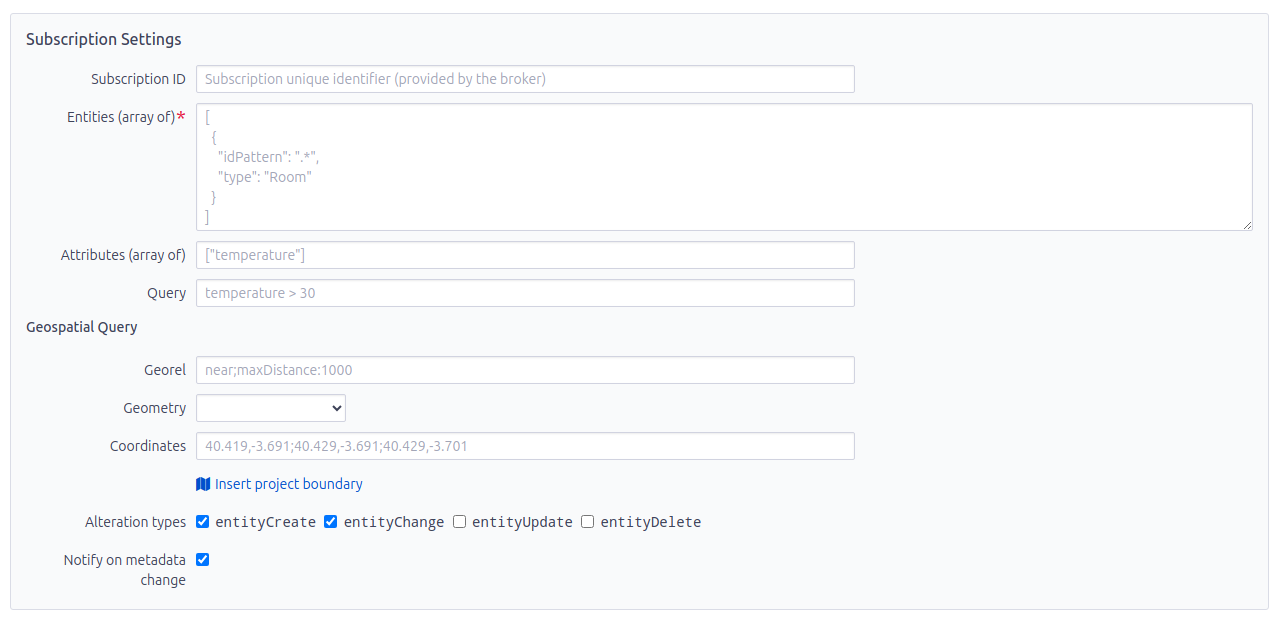 Subscription Settings
Subscription ID Subscription unique identifier (provided by the broker)
Entities (array of)* [
{
"idPattern": ".*",
"type": "Room"
}
]
Attributes (array of) ["temperature"]
Query temperature > 30
Geospatial Query
Georel near;maxDistance:1000
Geometry
Coordinates 40.419,-3.691;40.429,-3.691;40.429,-3.701
Insert project boundary
Alteration types entityCreate entityChange entityUpdate entityDelete
Notify on metadata
change